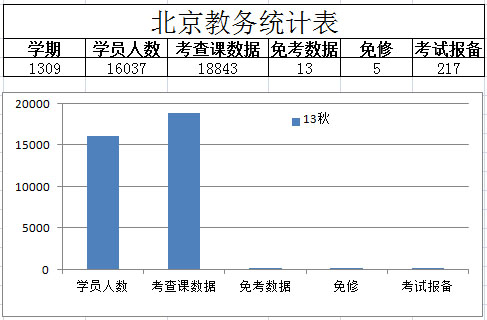 北京教务统计表
学期 学员人数 考查课数据 免考数据 免修 考试报备
1309 16037 18843 13 5 217
20000
13秋
15000
10000
5000
0
学员人数 考查课数据 免考数据 免修 考试报备